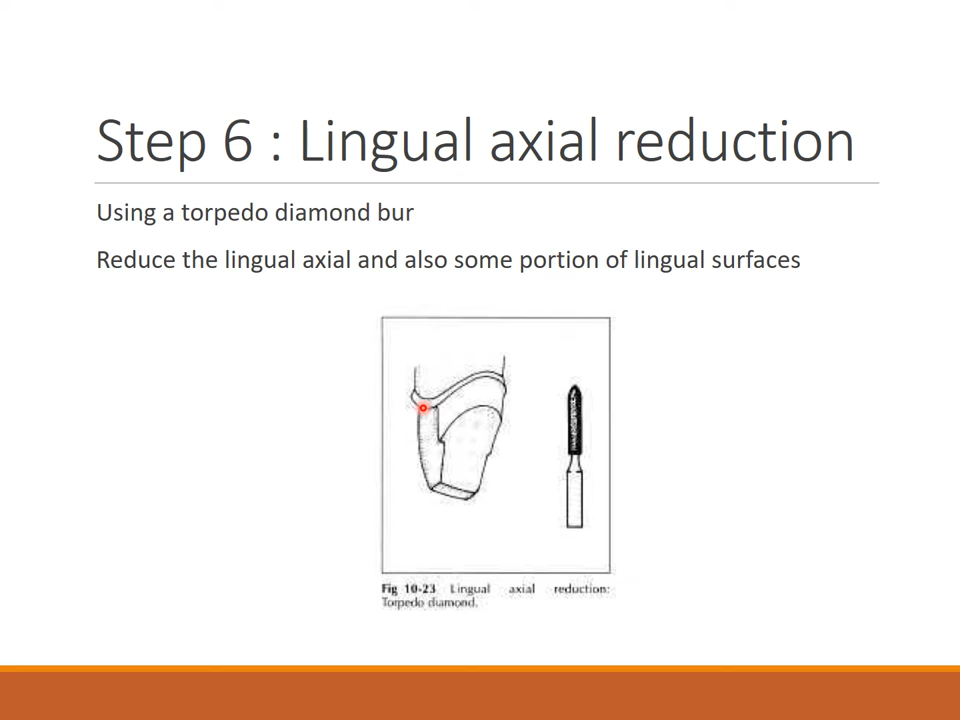 Step 6 : Lingual axial reduction
Using a torpedo diamond bur
Reduce the lingual axial and also some portion of lingual surfaces
Fig 10-23 Lingual axial reduction:
Torpedo diamond.